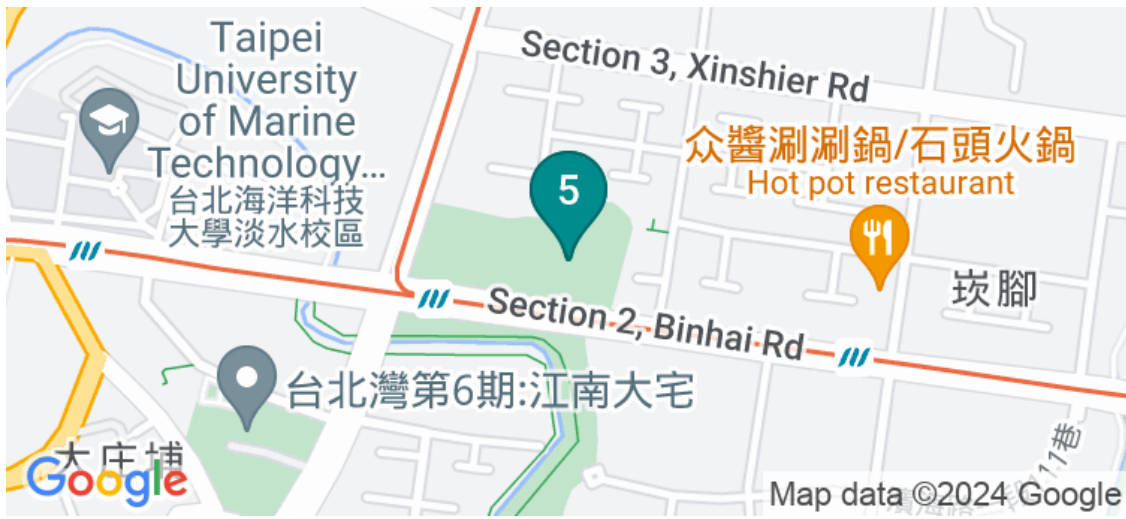 Taipei
University
of Marine
Technology...
台北海洋科技
大學淡水校區
Section 3, Xinshier Rd
众醬涮涮鍋/石頭火鍋
Hot pot restaurant
5
崁腳
Section 2, Binhai Rd
台北灣第6期:江南大宅
大庄埔
Google
Map data ©2024 Google